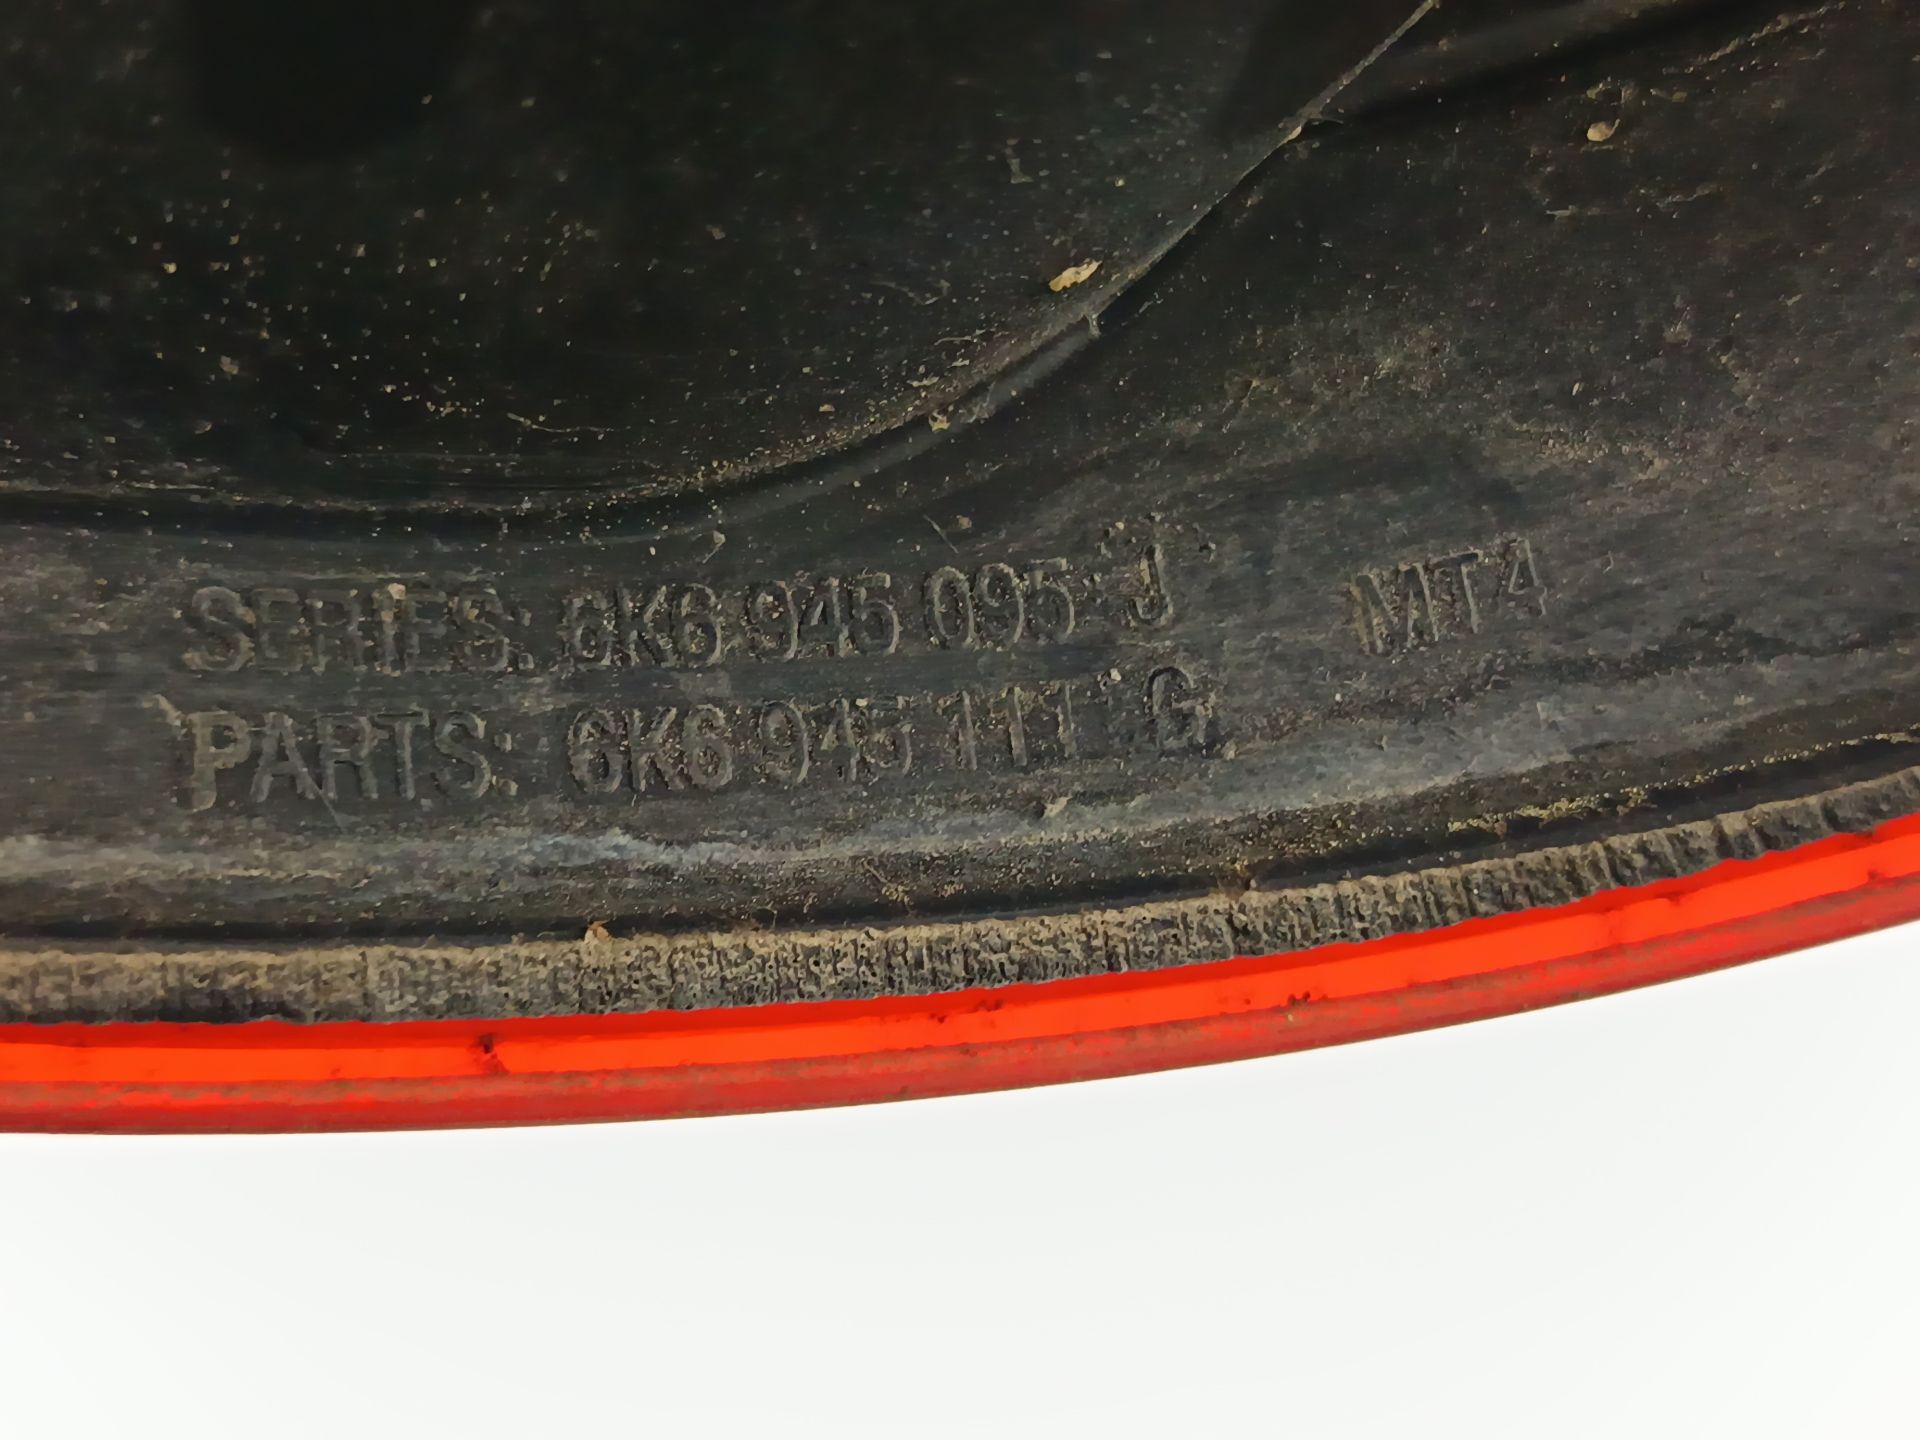 SERIES: 6K6 945 095 J MT4
PARTS: 6K6 945 111 G